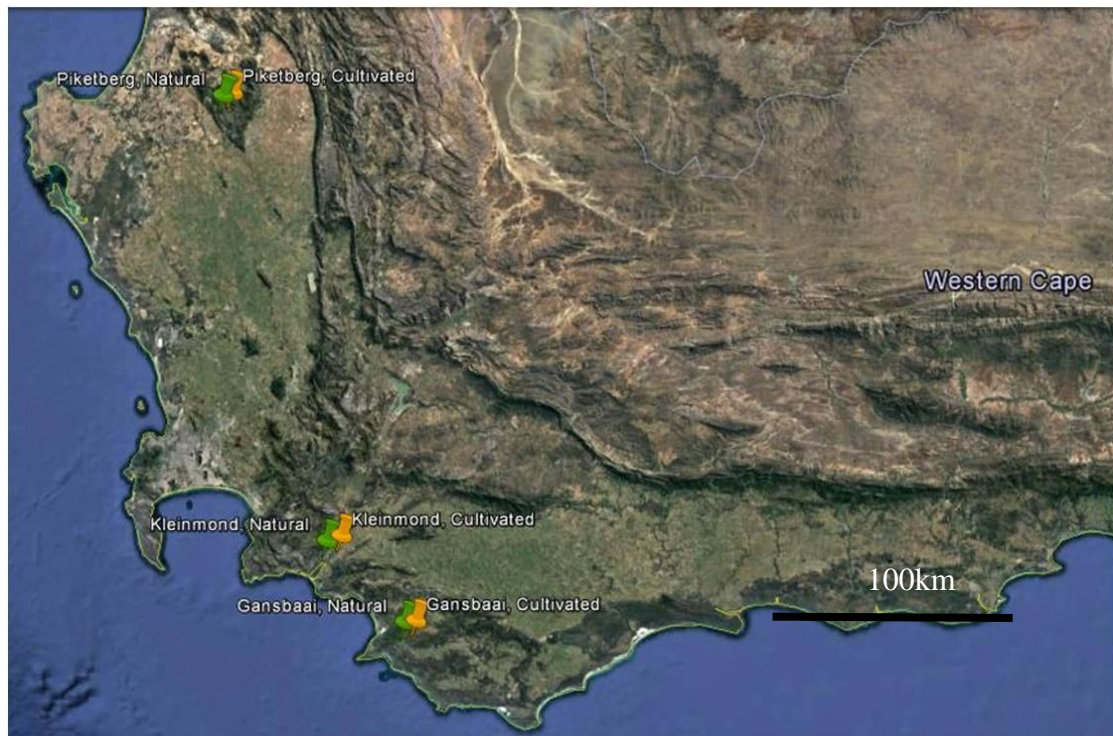 Piketberg, Natural
Piketberg, Cultivated
Western Cape
Kleinmond, Natural
Kleinmond, Cultivated
100km
Gansbaai, Natural
Gansbaai, Cultivated